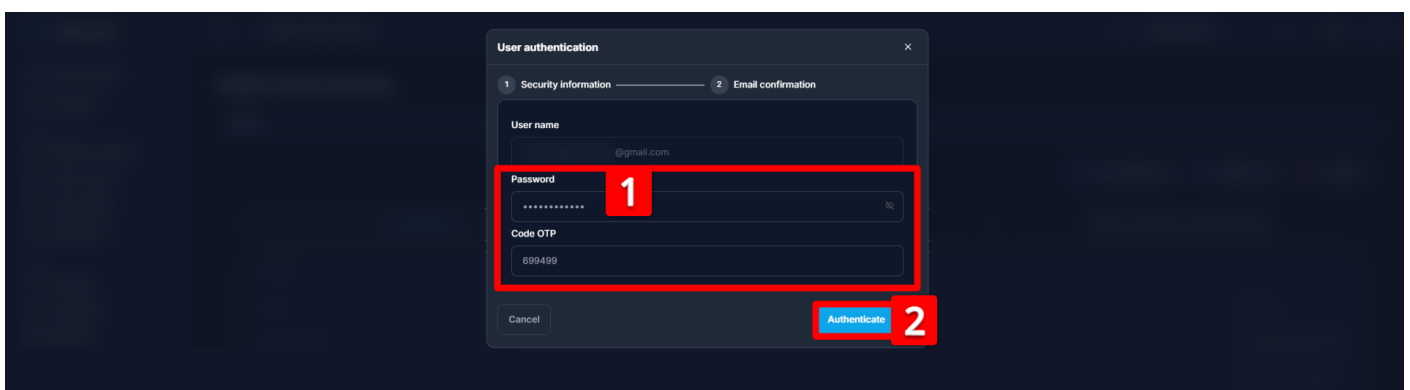 User authentication
1 Security information 2 Email confirmation
User name
@gmail.com
Password
1
••••••••••••
Code OTP
699499
Cancel
Authenticate
2